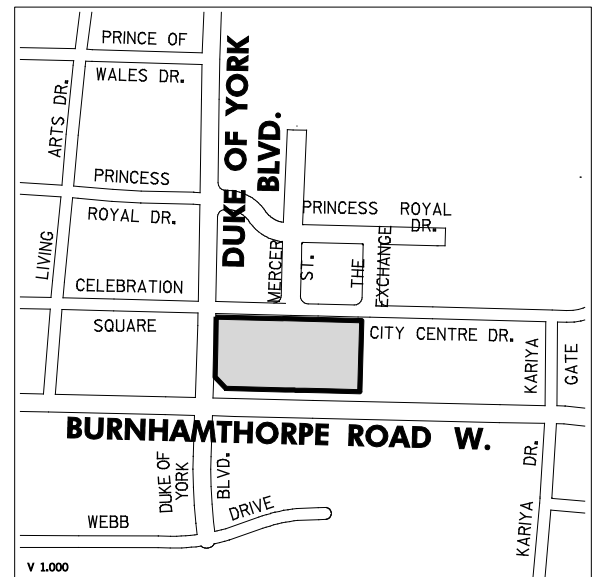 PRINCE OF
WALES DR.
ARTS DR.
LIVING
DUKE OF YORK
BLVD.
PRINCESS
ROYAL DR.
PRINCESS ROYAL
DR.
MERCER
ST.
THE
EXCHANGE
CELEBRATION
SQUARE
CITY CENTRE DR.
KARIYA
GATE
BURNHAMTHORPE ROAD W.
DUKE OF
YORK
BLVD.
KARIYA
DR.
WEBB
DRIVE
V 1.000